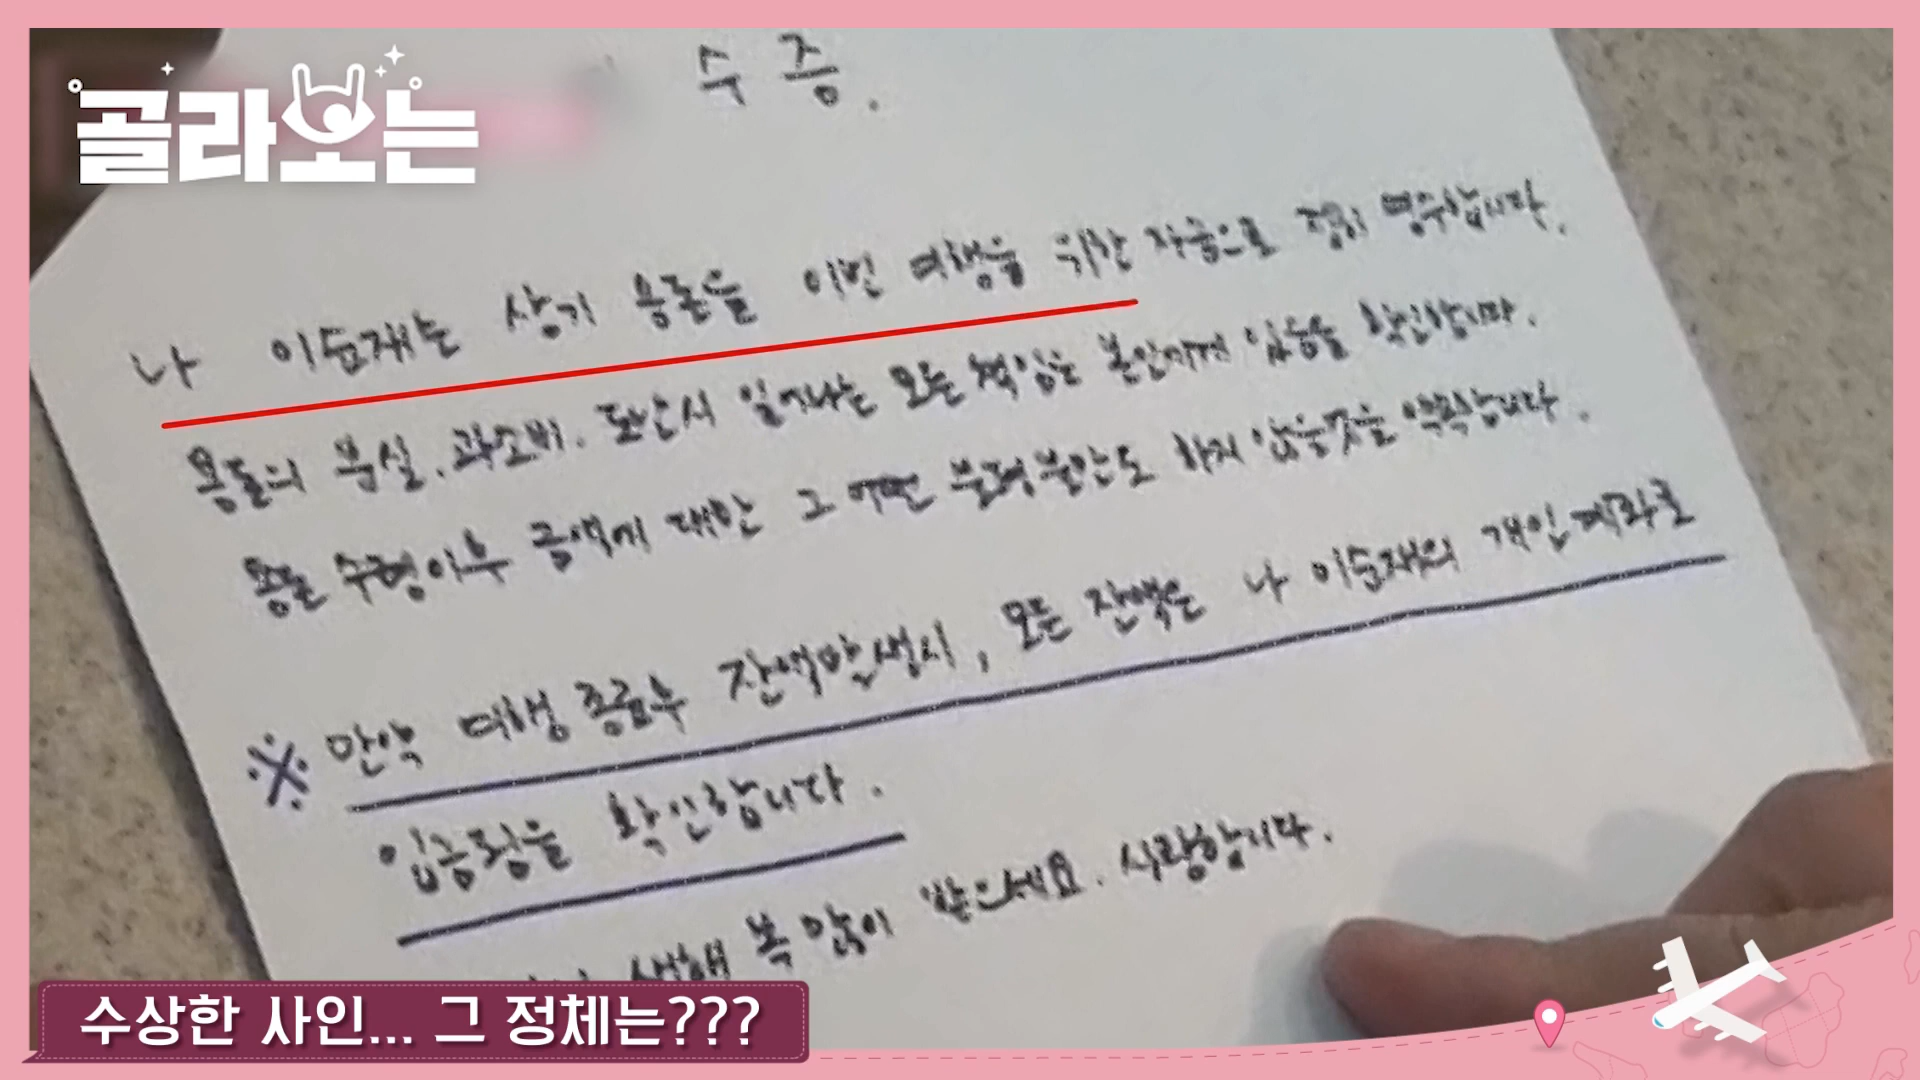 골라보는
수증.
나 이순재는 상기 용돈을 이번 여행을 위한 자금으로 정히 영수합니다.
용돈의 분실, 과소비, 도난시 일어나는 모든 책임는 본인에게 있음을 확인합니다.
용돈 수령이후 금액에 대한 그 어떤 불평불만도 하지 않을것을 약속합니다.
※ 만약 여행 종료후 잔액발생시, 모든 잔액은 나 이순재의 개인계좌로
입금됨을 확인합니다.
새해 복 많이 받으세요. 사랑합니다.
수상한 사인... 그 정체는???